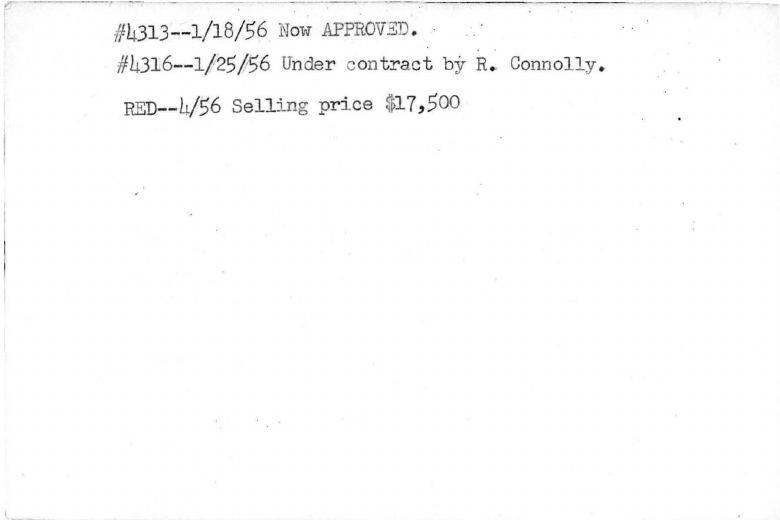 #4313--1/18/56 Now APPROVED.
#4316--1/25/56 Under contract by R. Connolly.
RED--4/56 Selling price $17,500